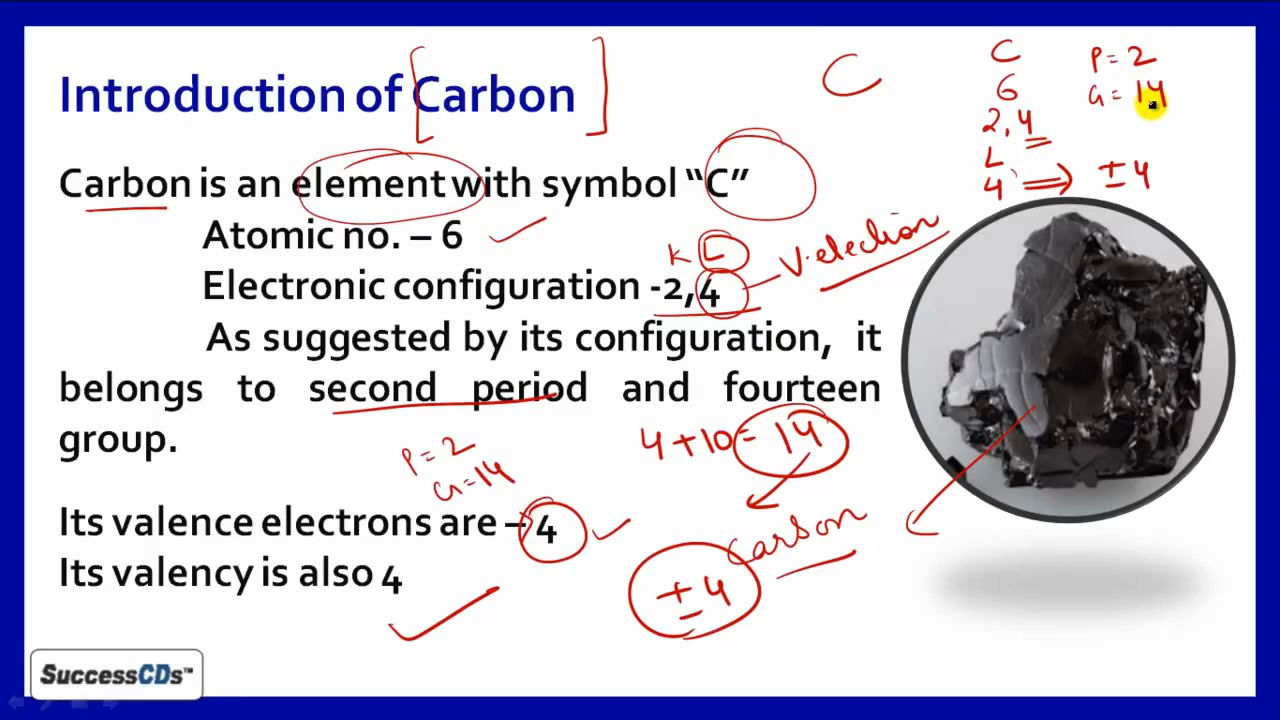 Introduction of [Carbon]
C
C
6
2,4
L
4 ⇒ ±4
P = 2
G = 14
Carbon is an element with symbol “C”
Atomic no. – 6
K L
V.election
Electronic configuration -2,4
As suggested by its configuration, it
belongs to second period and fourteen
group.
4+10 = 14
P = 2
G = 14
Its valence electrons are – 4
Carbon
Its valency is also 4
±4
SuccessCDs™